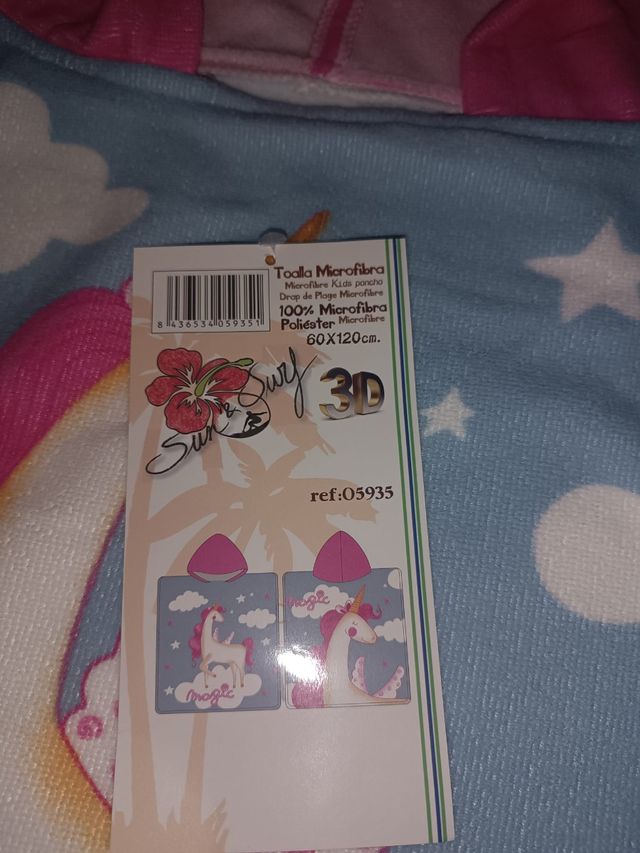 8 436534 059351
Toalla Microfibra
Microfibre Kids poncho
Drap de Plage Microfibre
100% Microfibra
Poliéster Microfibre
60X120cm.
Sun & Surf
3D
ref:05935
magic
magic